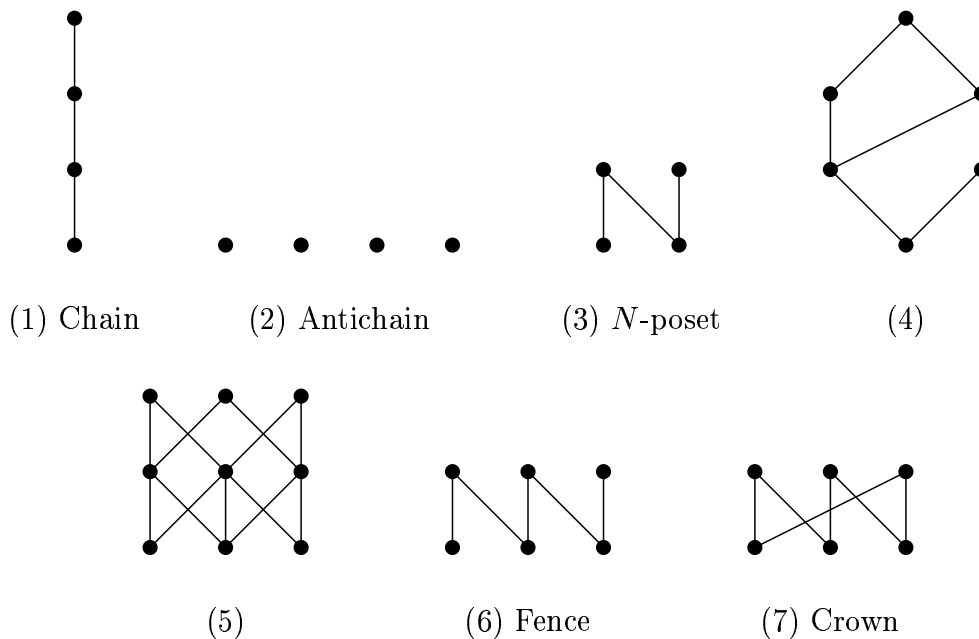 (1) Chain (2) Antichain (3) N-poset (4)
(5) (6) Fence (7) Crown